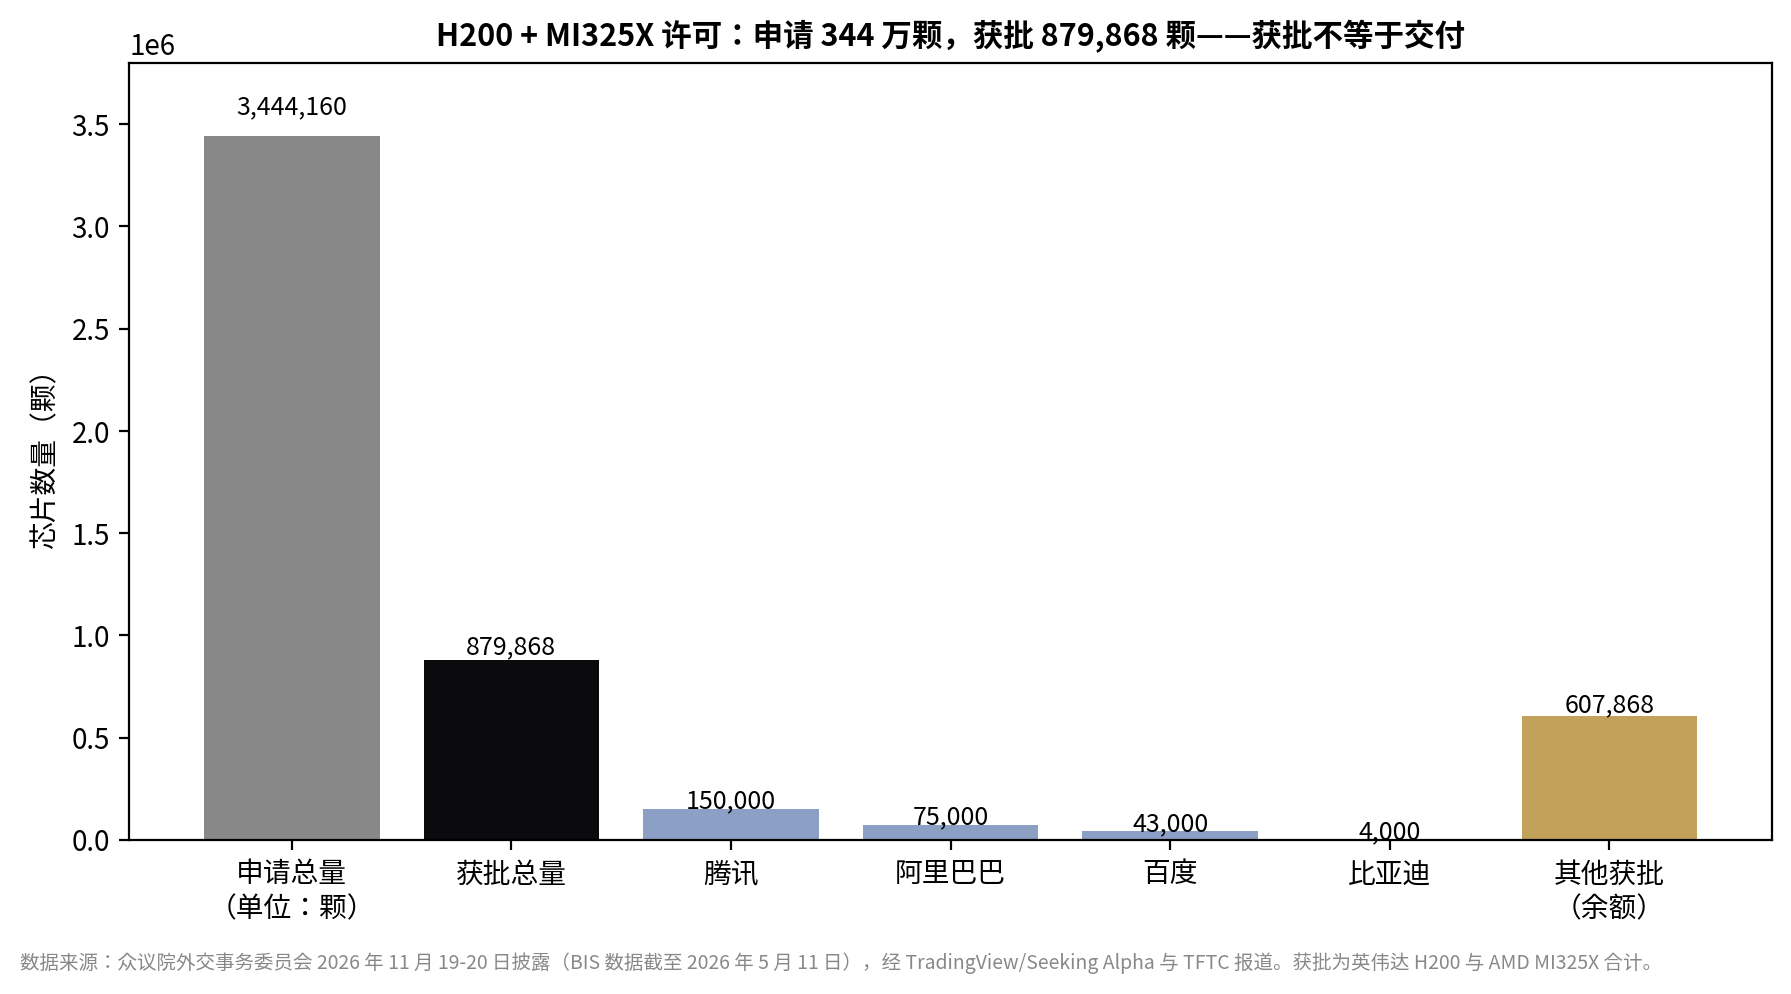 H200 + MI325X 许可：申请 344 万颗，获批 879,868 颗——获批不等于交付
1e6
芯片数量（颗）
3.5
3.0
2.5
2.0
1.5
1.0
0.5
0.0
3,444,160
879,868
150,000
75,000
43,000
4,000
607,868
申请总量
（单位：颗）
获批总量
腾讯
阿里巴巴
百度
比亚迪
其他获批
（余额）
数据来源：众议院外交事务委员会 2026 年 11 月 19-20 日披露（BIS 数据截至 2026 年 5 月 11 日），经 TradingView/Seeking Alpha 与 TFTC 报道。获批为英伟达 H200 与 AMD MI325X 合计。